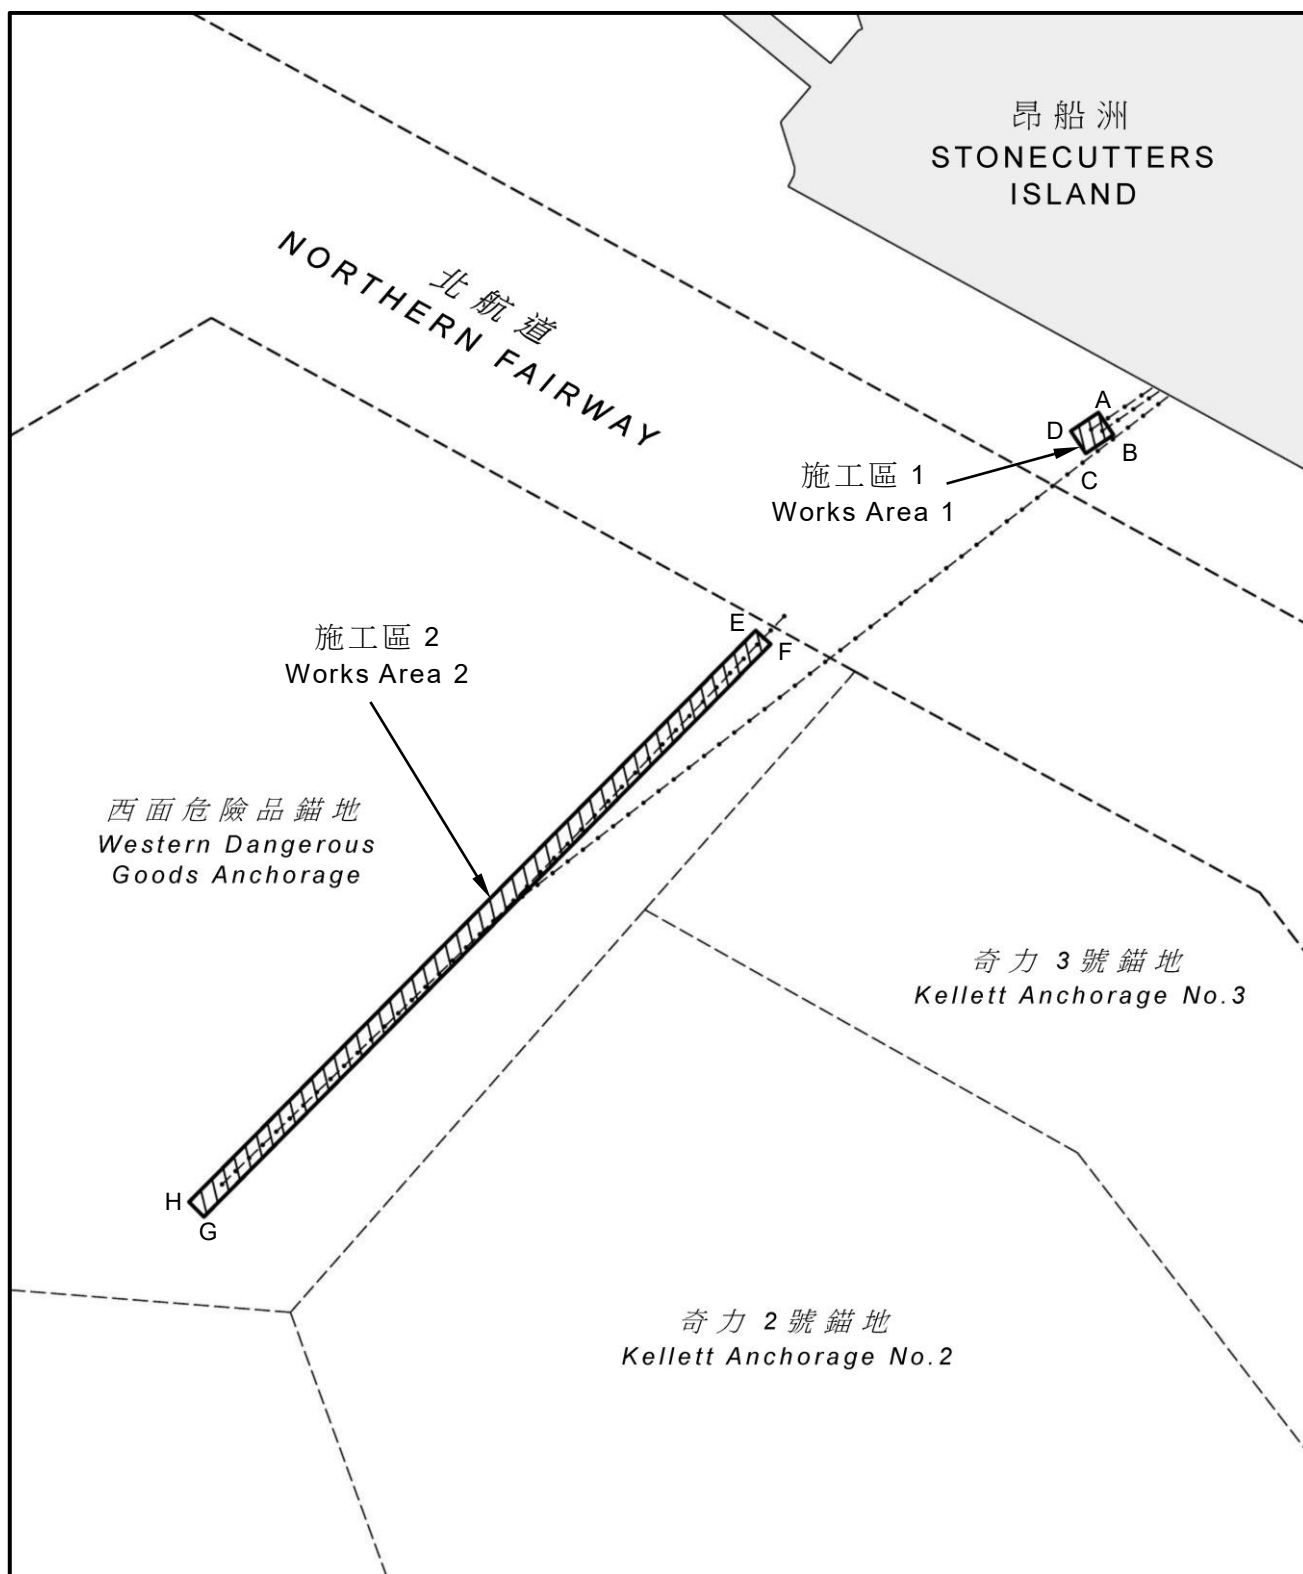 昂船洲
STONECUTTERS
ISLAND
北航道
NORTHERN FAIRWAY
A
D
B
C
施工區 1
Works Area 1
施工區 2
Works Area 2
E
F
西面危險品錨地
Western Dangerous
Goods Anchorage
奇力 3 號錨地
Kellett Anchorage No.3
H
G
奇力 2 號錨地
Kellett Anchorage No.2